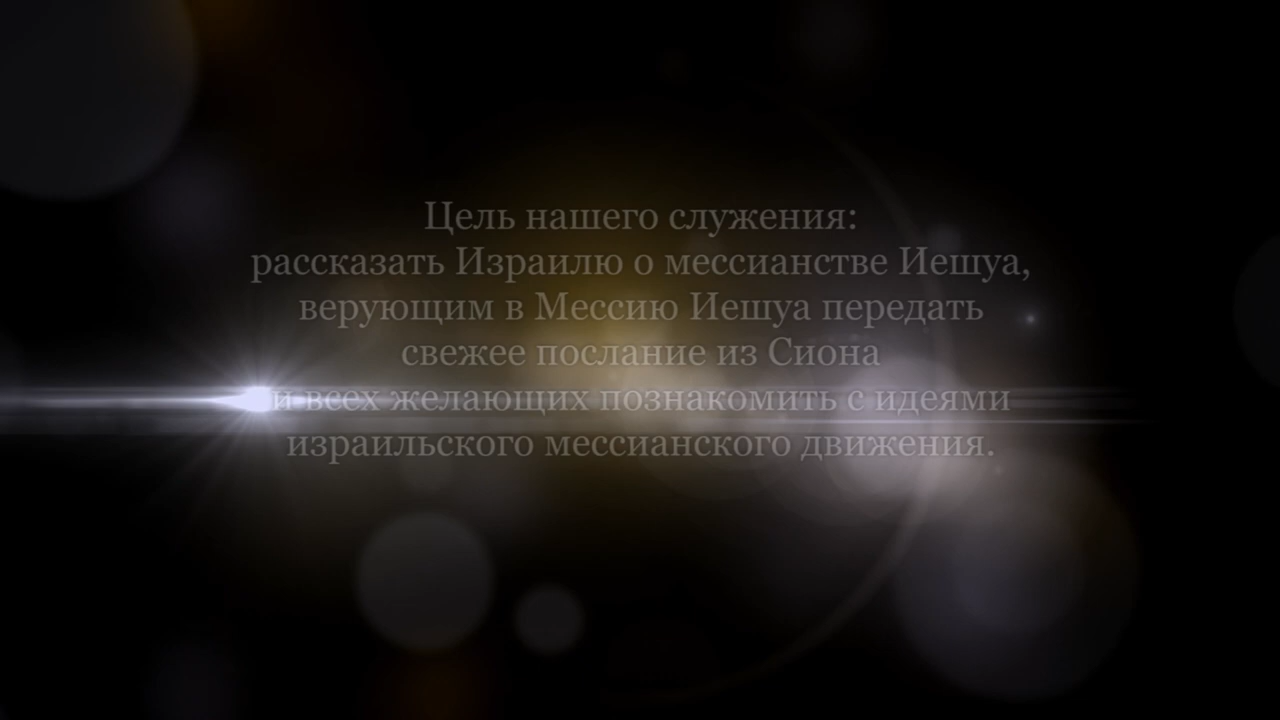 Цель нашего служения:
рассказать Израилю о мессианстве Иешуа,
верующим в Мессию Иешуа передать
свежее послание из Сиона
и всех желающих познакомить с идеями
израильского мессианского движения.